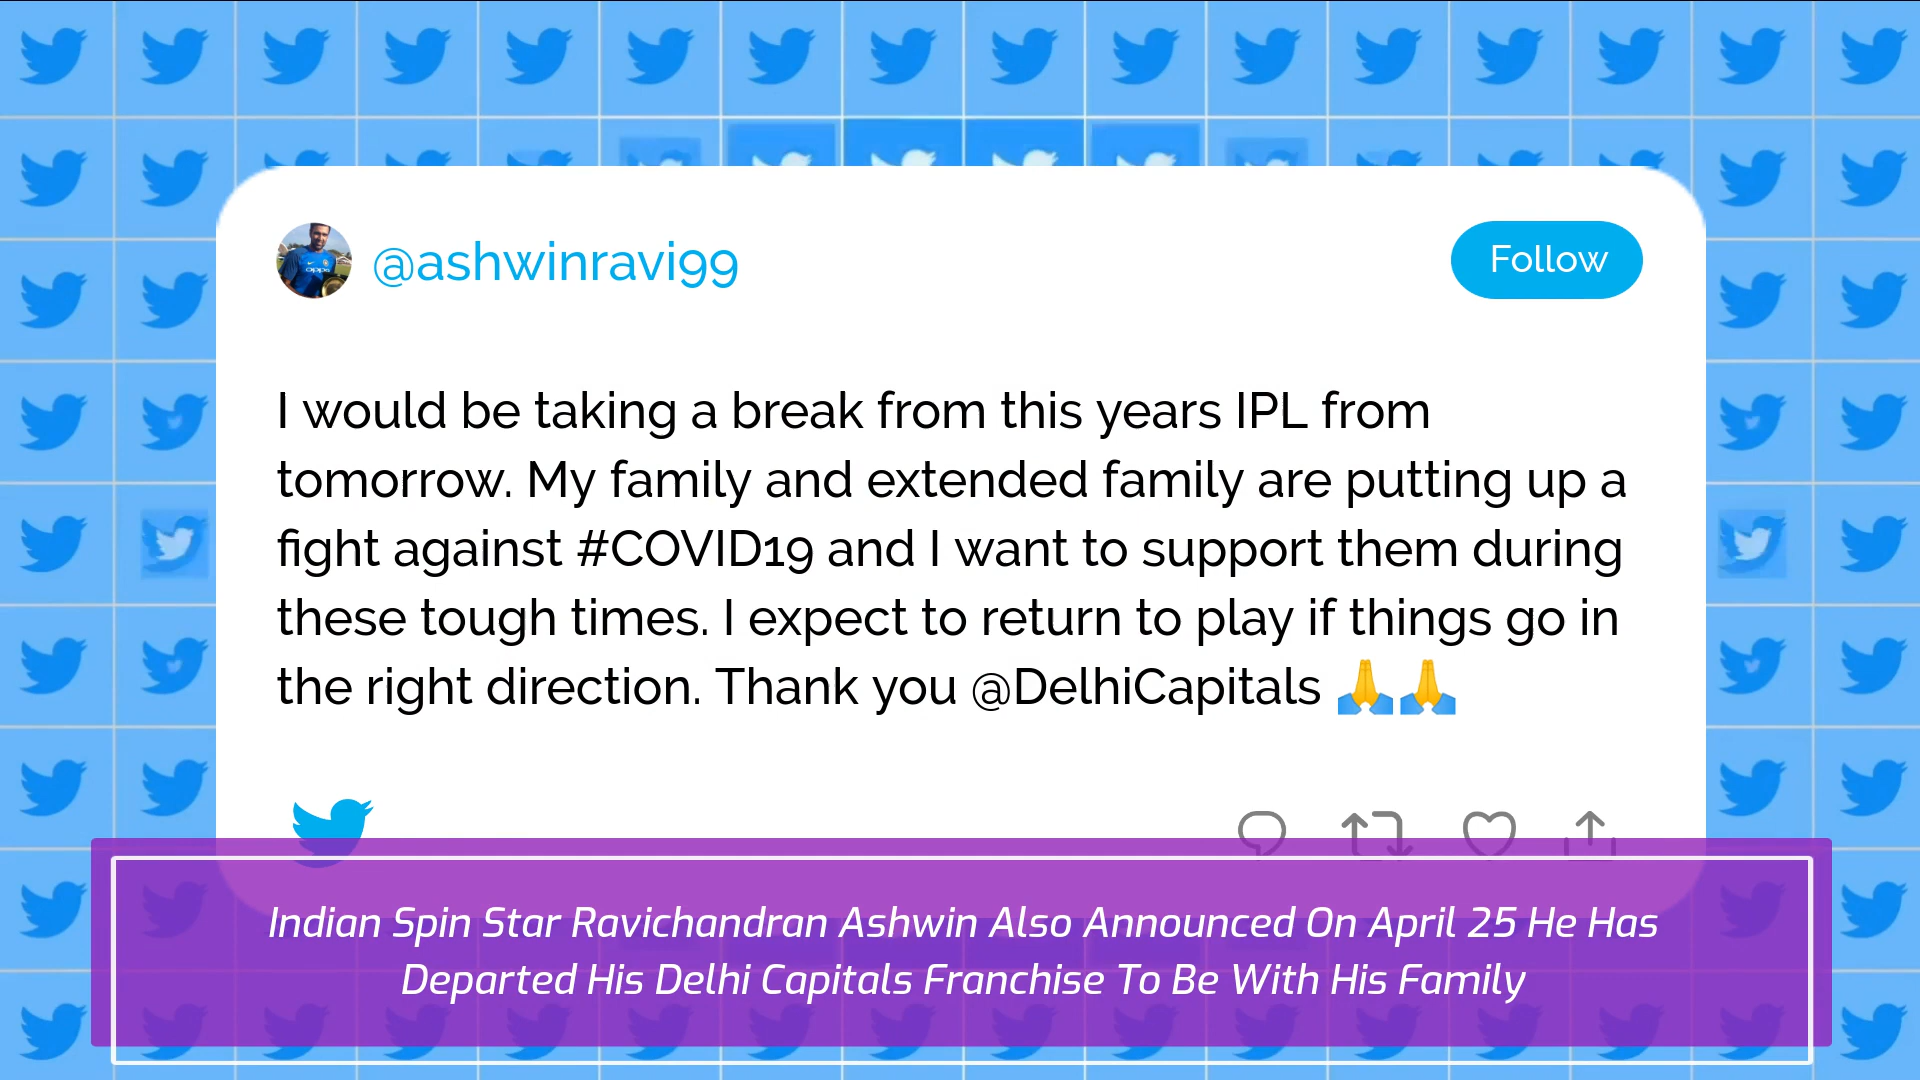 @ashwinravi99
Follow
I would be taking a break from this years IPL from
tomorrow. My family and extended family are putting up a
fight against #COVID19 and I want to support them during
these tough times. I expect to return to play if things go in
the right direction. Thank you @DelhiCapitals 🙏🙏
Indian Spin Star Ravichandran Ashwin Also Announced On April 25 He Has
Departed His Delhi Capitals Franchise To Be With His Family